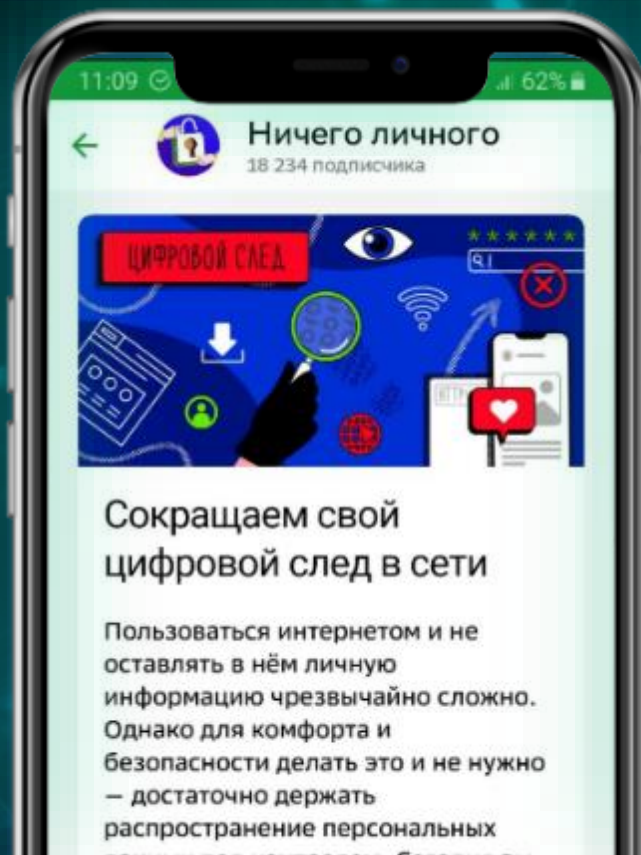 11:09
62%
Ничего личного
18 234 подписчика
ЦИФРОВОЙ СЛЕД
******
Сокращаем свой
цифровой след в сети
Пользоваться интернетом и не
оставлять в нём личную
информацию чрезвычайно сложно.
Однако для комфорта и
безопасности делать это и не нужно
— достаточно держать
распространение персональных